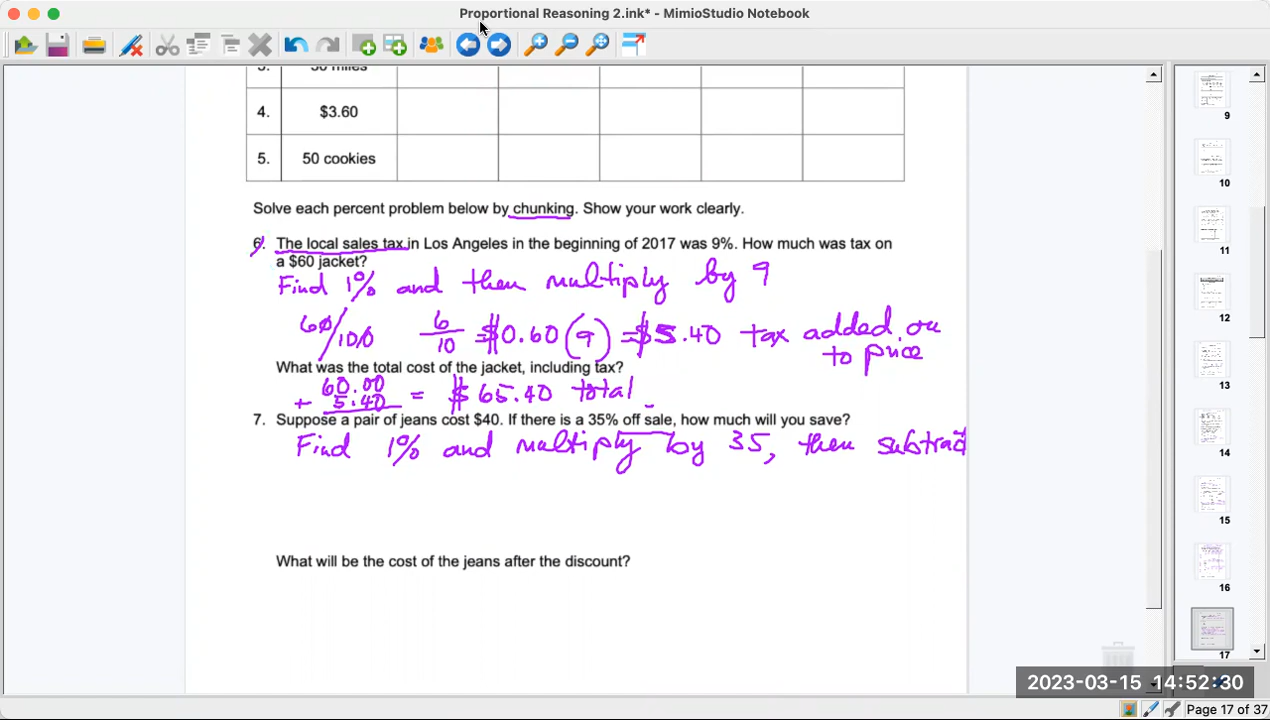 Proportional Reasoning 2.ink* - MimioStudio Notebook
4. $3.60
5. 50 cookies
Solve each percent problem below by chunking. Show your work clearly.
6. The local sales tax in Los Angeles in the beginning of 2017 was 9%. How much was tax on
a $60 jacket?
Find 1% and then multiply by 9
60/100 6/10 = $0.60 (9) = $5.40 tax added on
to price
What was the total cost of the jacket, including tax?
60.00
+ 5.40 = $65.40 total
7. Suppose a pair of jeans cost $40. If there is a 35% off sale, how much will you save?
Find 1% and multiply by 35, then subtract
What will be the cost of the jeans after the discount?
9
10
11
12
13
14
15
16
17
2023-03-15 14:52:30
Page 17 of 37